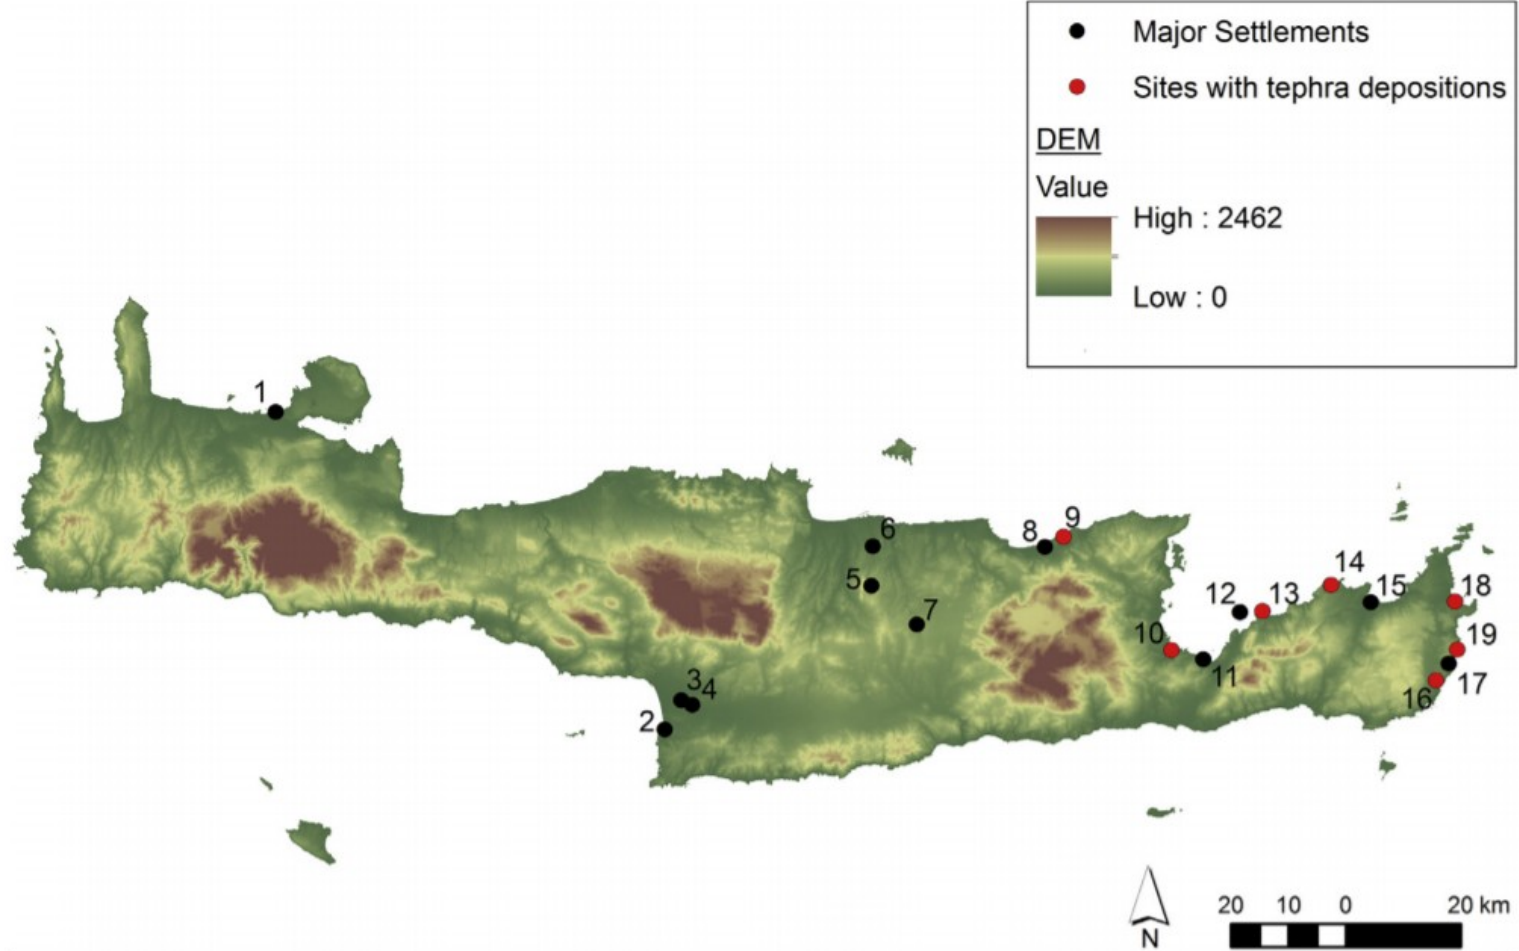 Major Settlements
Sites with tephra depositions
DEM
Value
High : 2462
Low : 0
1
2
3
4
5
6
7
8
9
10
11
12
13
14
15
16
17
18
19
20 10 0 20 km
N